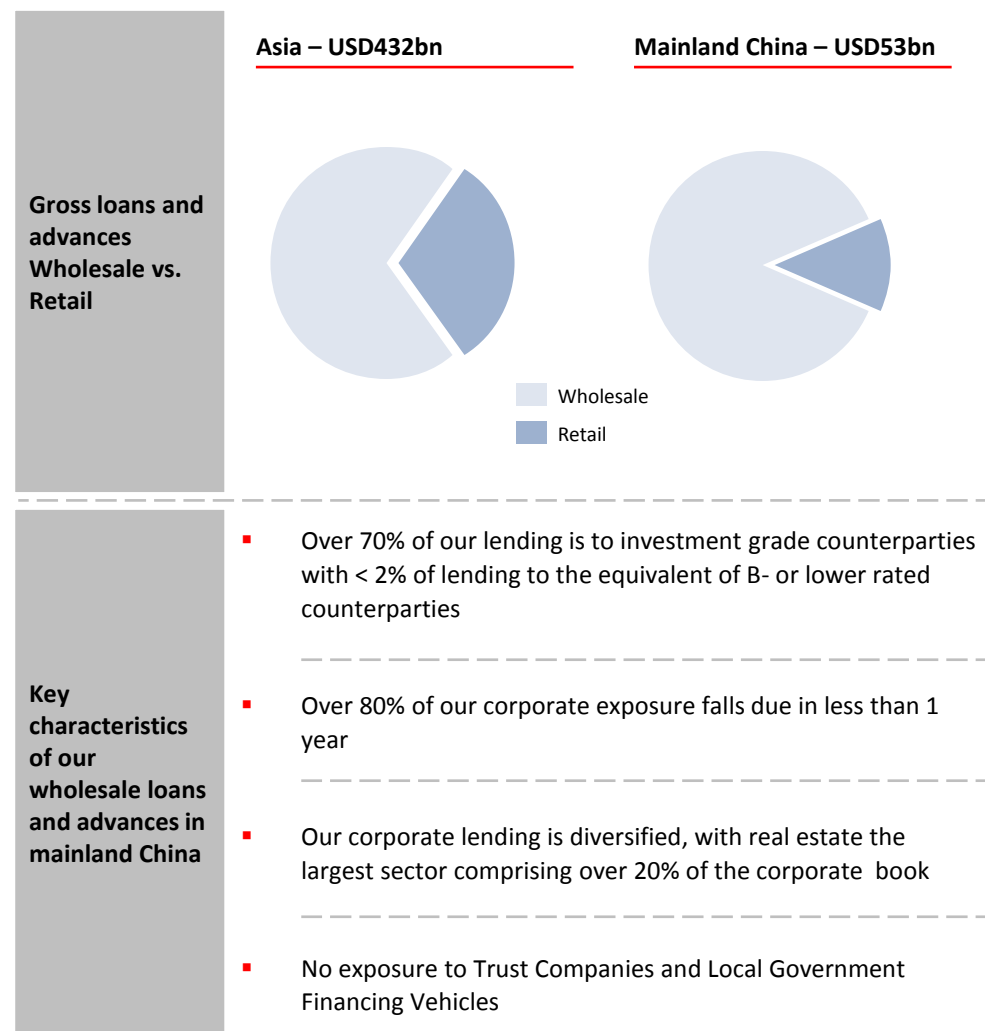 Asia – USD432bn
Mainland China – USD53bn
Gross loans and
advances
Wholesale vs.
Retail
Wholesale
Retail
Key
characteristics
of our
wholesale loans
and advances in
mainland China
Over 70% of our lending is to investment grade counterparties
with < 2% of lending to the equivalent of B- or lower rated
counterparties
Over 80% of our corporate exposure falls due in less than 1
year
Our corporate lending is diversified, with real estate the
largest sector comprising over 20% of the corporate book
No exposure to Trust Companies and Local Government
Financing Vehicles